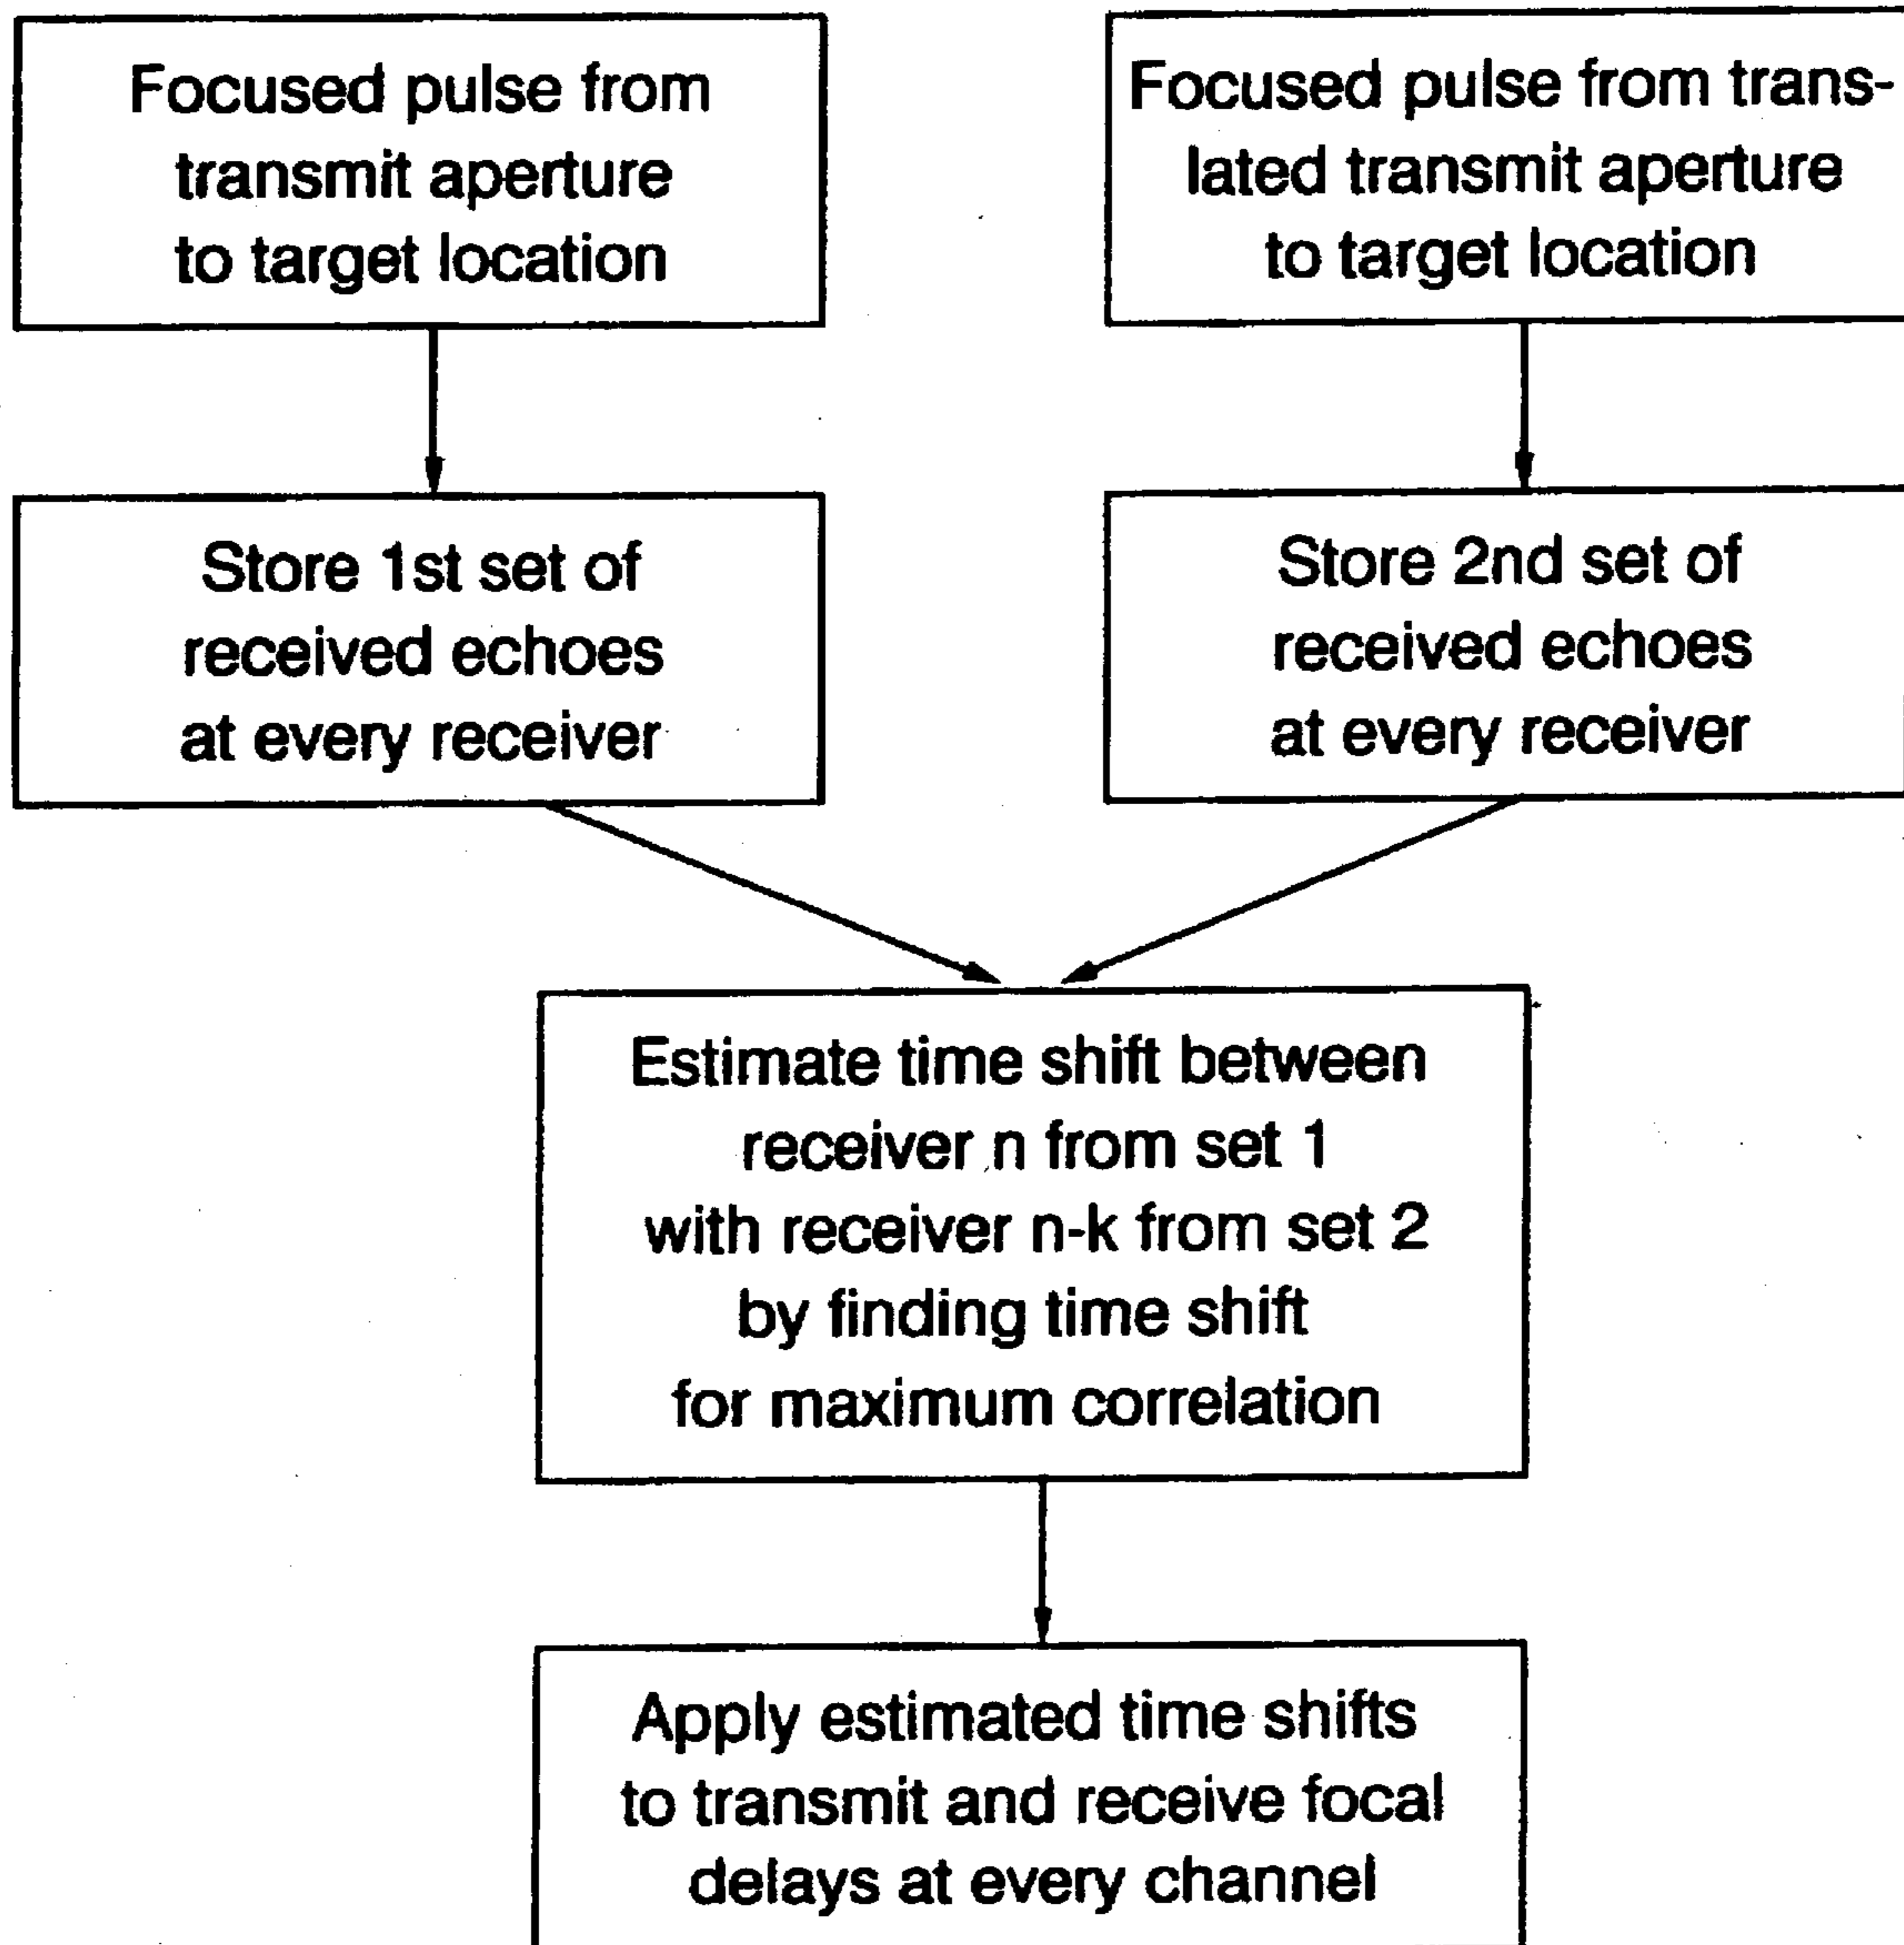 Focused pulse from
transmit aperture
to target location
Focused pulse from trans-
lated transmit aperture
to target location
Store 1st set of
received echoes
at every receiver
Store 2nd set of
received echoes
at every receiver
Estimate time shift between
receiver n from set 1
with receiver n-k from set 2
by finding time shift
for maximum correlation
Apply estimated time shifts
to transmit and receive focal
delays at every channel